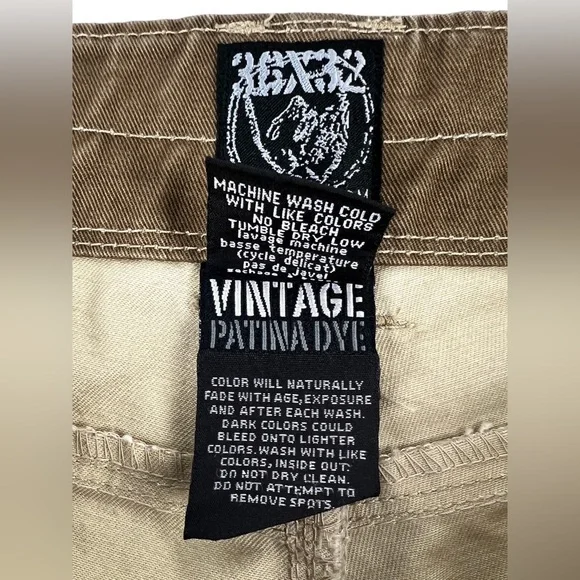 36X32
MACHINE WASH COLD
WITH LIKE COLORS
NO BLEACH
TUMBLE DRY LOW
lavage machine
basse temperature
(cycle delicat)
pas de javel
VINTAGE
PATINA DYE
COLOR WILL NATURALLY
FADE WITH AGE, EXPOSURE
AND AFTER EACH WASH.
DARK COLORS COULD
BLEED ONTO LIGHTER
COLORS. WASH WITH LIKE
COLORS, INSIDE OUT.
DO NOT DRY CLEAN.
DO NOT ATTEMPT TO
REMOVE SPOTS.